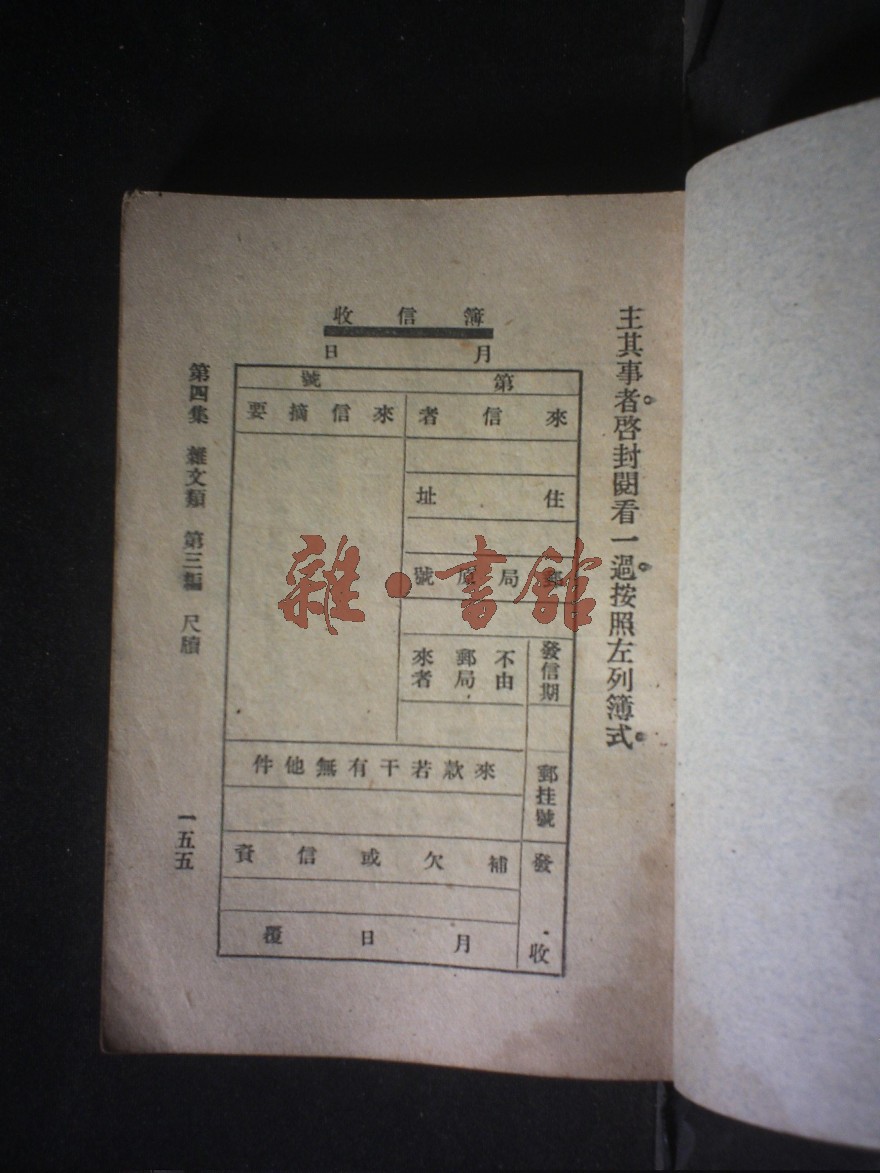 主其事者啓封閱看一過按照左列簿式
收信簿
月日
第號
來信者
來信摘要
住址
郵局原號
發信期
不由
郵局
來者
郵挂號
來款若干有無他件
發
補欠或信資
收
月日覆
第四集 雜文類 第三編 尺牘
一五五
雜·書館